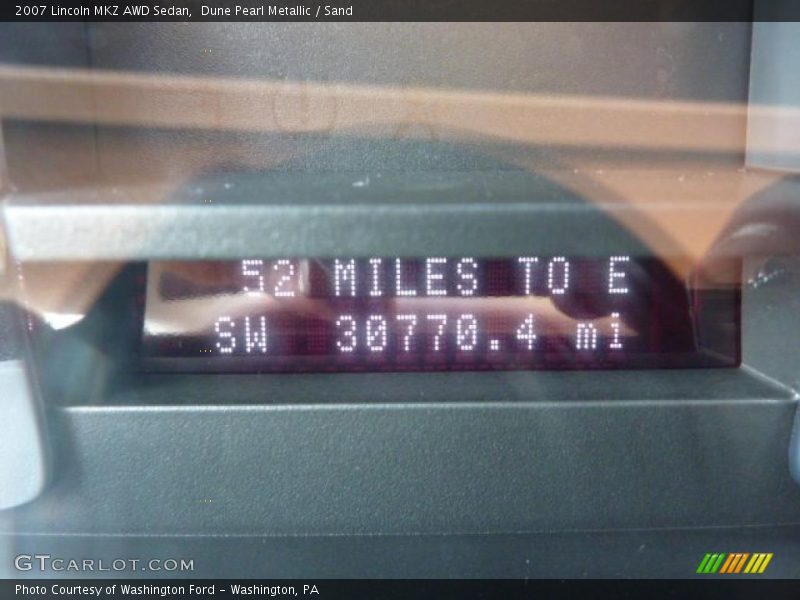 2007 Lincoln MKZ AWD Sedan, Dune Pearl Metallic / Sand
52 MILES TO E
SW 30770.4 mi
GTCARLOT.COM
Photo Courtesy of Washington Ford - Washington, PA